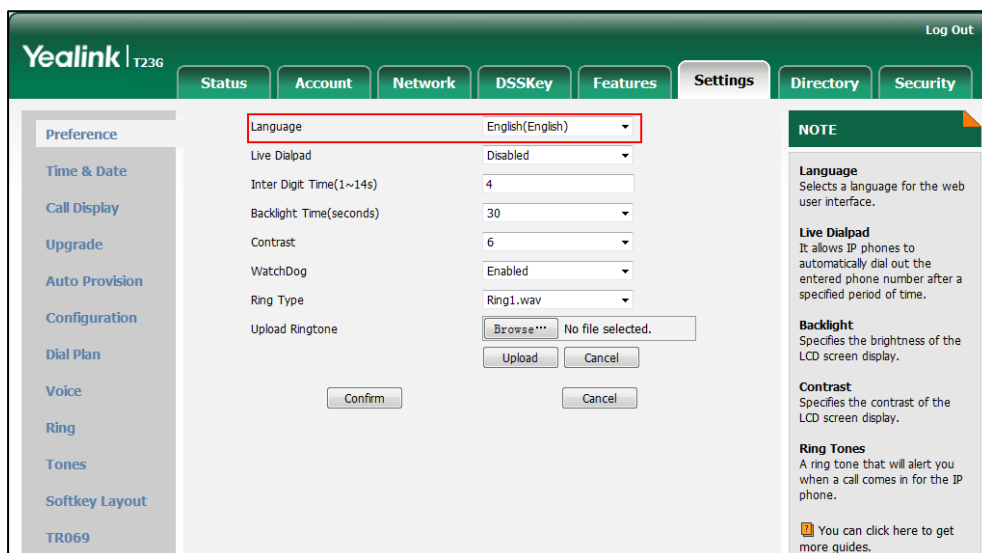 Log Out
Yealink T23G
Status Account Network DSSKey Features Settings Directory Security
Preference
Time & Date
Call Display
Upgrade
Auto Provision
Configuration
Dial Plan
Voice
Ring
Tones
Softkey Layout
TR069
Language English(English)
Live Dialpad Disabled
Inter Digit Time(1~14s) 4
Backlight Time(seconds) 30
Contrast 6
WatchDog Enabled
Ring Type Ring1.wav
Upload Ringtone Browse... No file selected.
Upload Cancel
Confirm Cancel
NOTE
Language
Selects a language for the web
user interface.
Live Dialpad
It allows IP phones to
automatically dial out the
entered phone number after a
specified period of time.
Backlight
Specifies the brightness of the
LCD screen display.
Contrast
Specifies the contrast of the
LCD screen display.
Ring Tones
A ring tone that will alert you
when a call comes in for the IP
phone.
? You can click here to get
more guides.